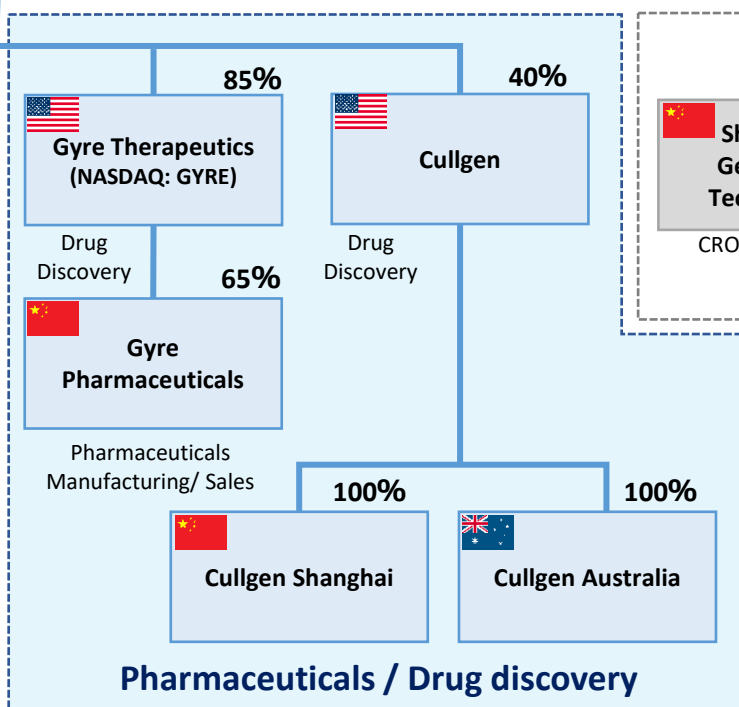 85%
40%
Gyre Therapeutics
(NASDAQ: GYRE)
Cullgen
Drug
Discovery
Drug
Discovery
CRO
65%
Gyre
Pharmaceuticals
Pharmaceuticals
Manufacturing/ Sales
100%
100%
Cullgen Shanghai
Cullgen Australia
Pharmaceuticals / Drug discovery